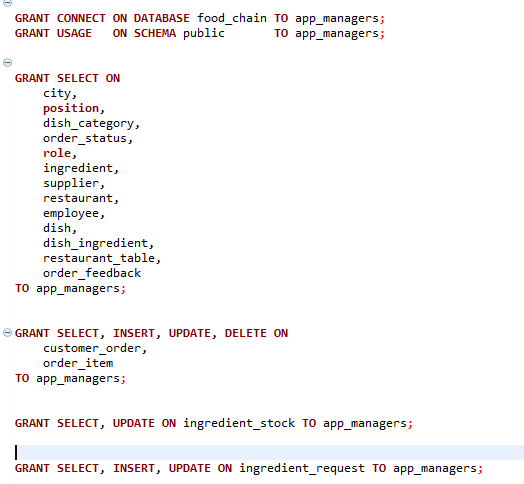 GRANT CONNECT ON DATABASE food_chain TO app_managers;
GRANT USAGE   ON SCHEMA public       TO app_managers;
GRANT SELECT ON
    city,
    position,
    dish_category,
    order_status,
    role,
    ingredient,
    supplier,
    restaurant,
    employee,
    dish,
    dish_ingredient,
    restaurant_table,
    order_feedback
TO app_managers;
GRANT SELECT, INSERT, UPDATE, DELETE ON
    customer_order,
    order_item
TO app_managers;
GRANT SELECT, UPDATE ON ingredient_stock TO app_managers;
GRANT SELECT, INSERT, UPDATE ON ingredient_request TO app_managers;